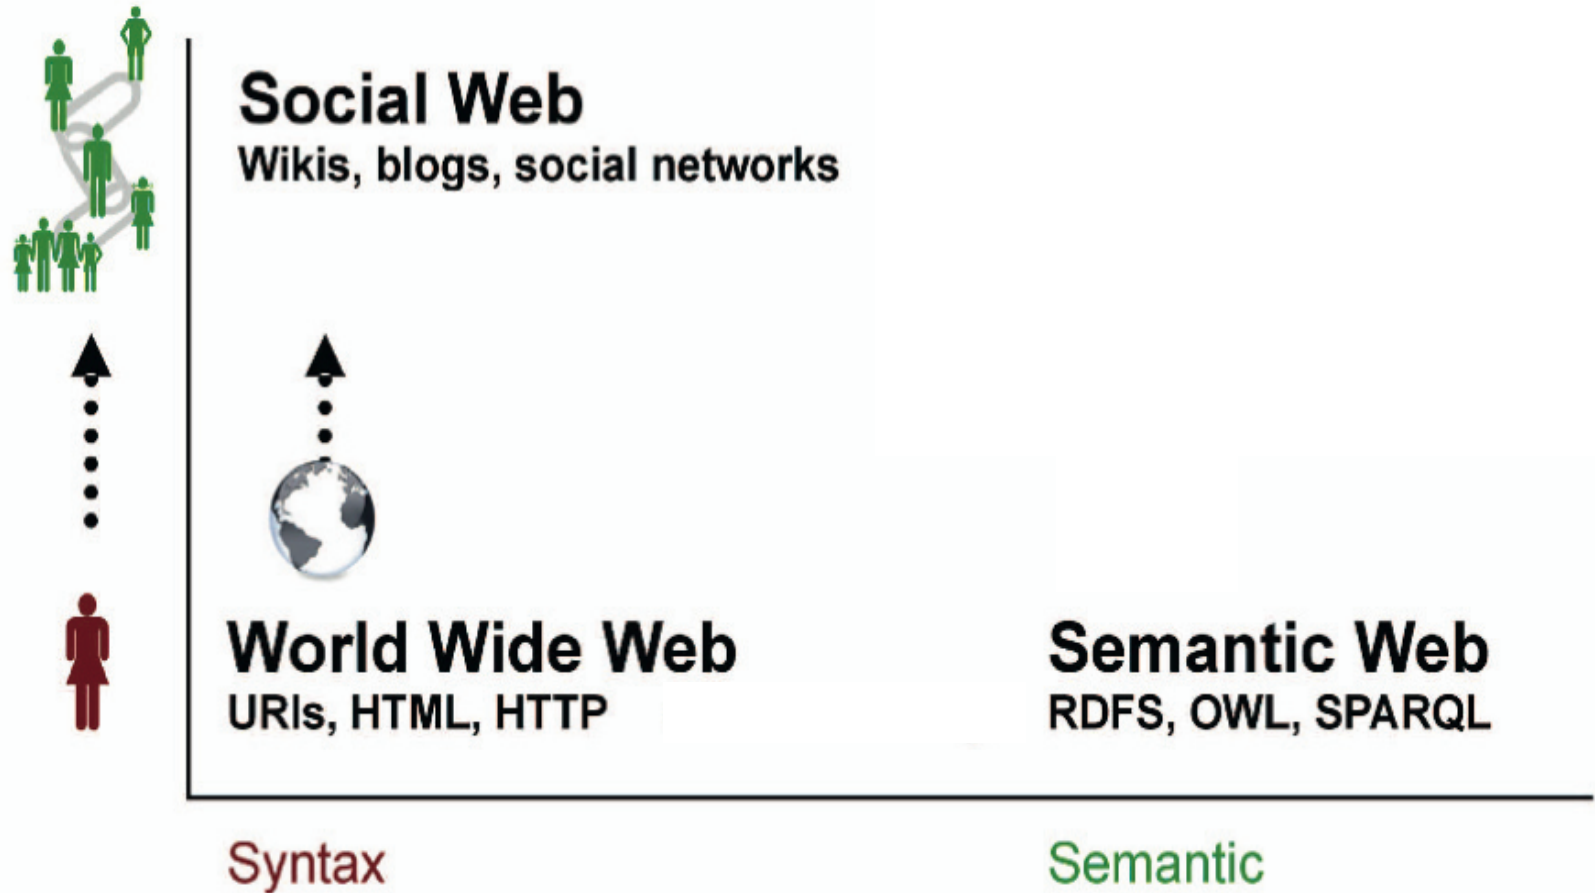 Social Web
Wikis, blogs, social networks
World Wide Web
URIs, HTML, HTTP
Semantic Web
RDFS, OWL, SPARQL
Syntax
Semantic